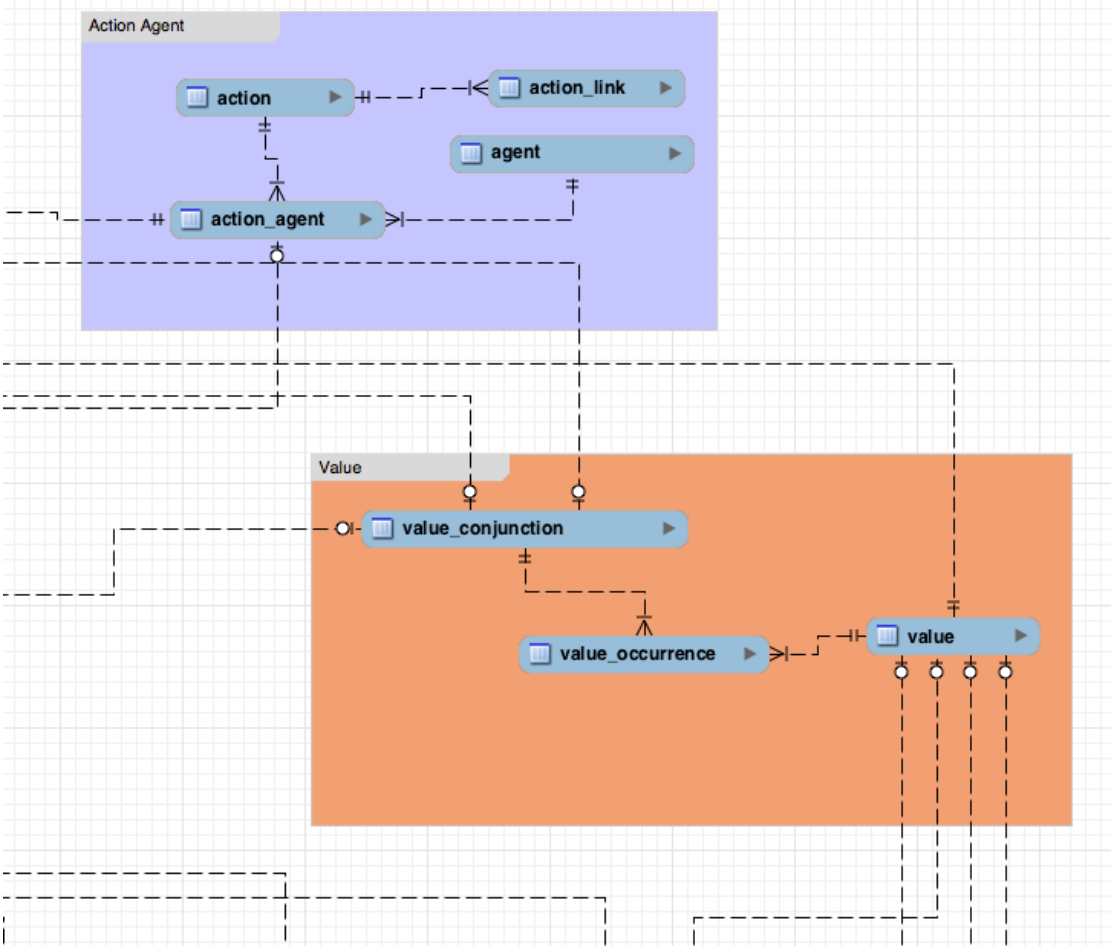 Action Agent
action
action_link
agent
action_agent
Value
value_conjunction
value
value_occurrence